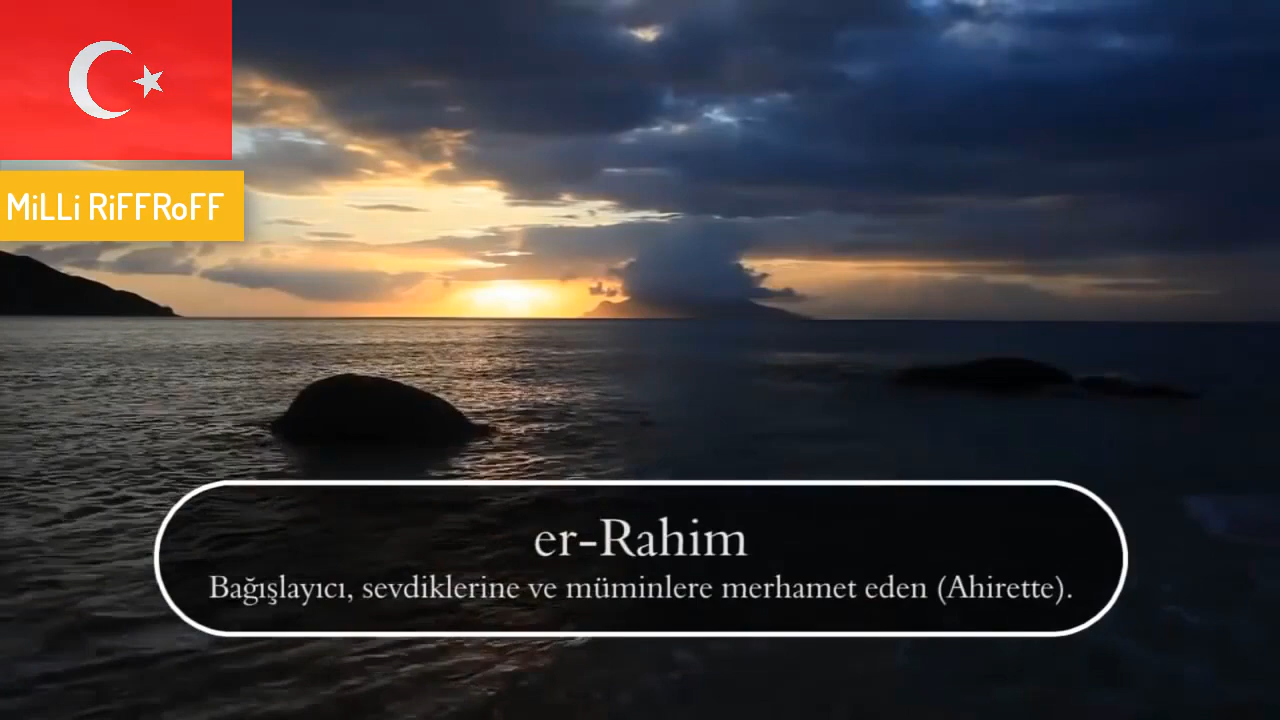 MiLLi RiFFRoFF
er-Rahim
Bağışlayıcı, sevdiklerine ve müminlere merhamet eden (Ahirette).